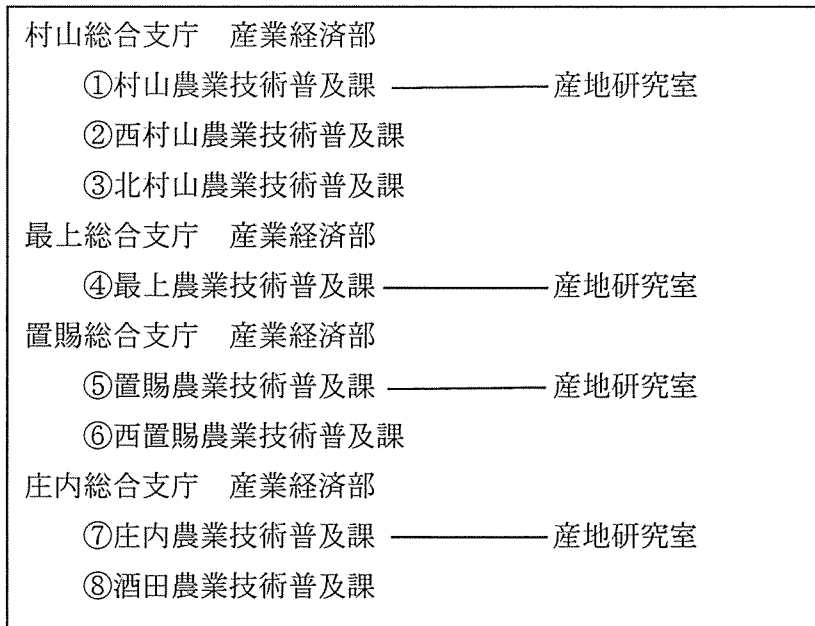 村山総合支庁　産業経済部
①村山農業技術普及課 ――――― 産地研究室
②西村山農業技術普及課
③北村山農業技術普及課
最上総合支庁　産業経済部
④最上農業技術普及課 ――――― 産地研究室
置賜総合支庁　産業経済部
⑤置賜農業技術普及課 ――――― 産地研究室
⑥西置賜農業技術普及課
庄内総合支庁　産業経済部
⑦庄内農業技術普及課 ――――― 産地研究室
⑧酒田農業技術普及課